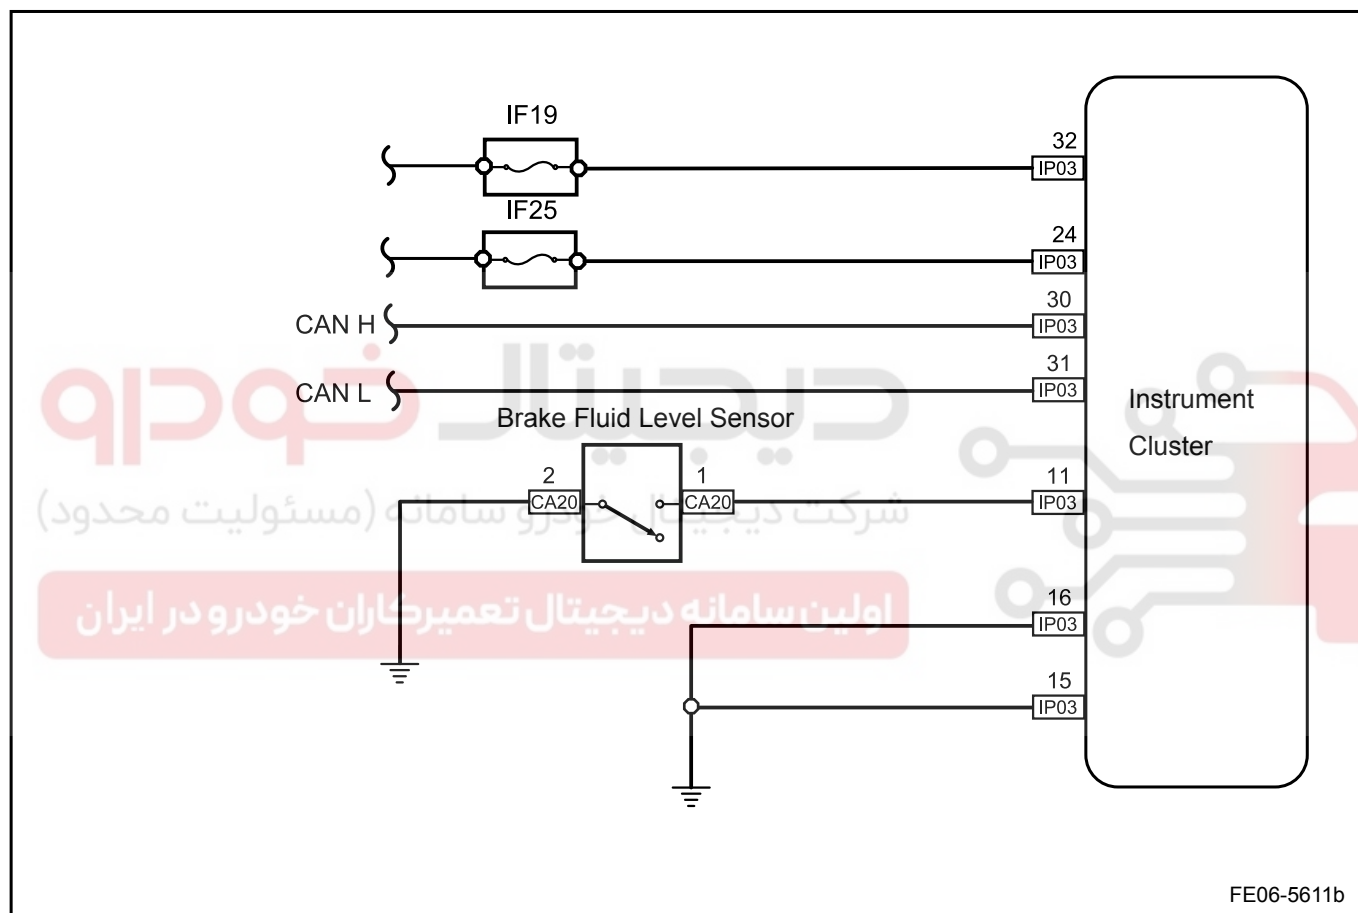 IF19
32
IP03
IF25
24
IP03
30
CAN H
IP03
31
CAN L
IP03
دیجیتال خودرو
Instrument
Cluster
Brake Fluid Level Sensor
2
1
11
CA20
CA20
IP03
شرکت دیجیتال خودرو سامانه (مسئولیت محدود)
اولین سامانه دیجیتال تعمیرکاران خودرو در ایران
16
IP03
15
IP03
FE06-5611b